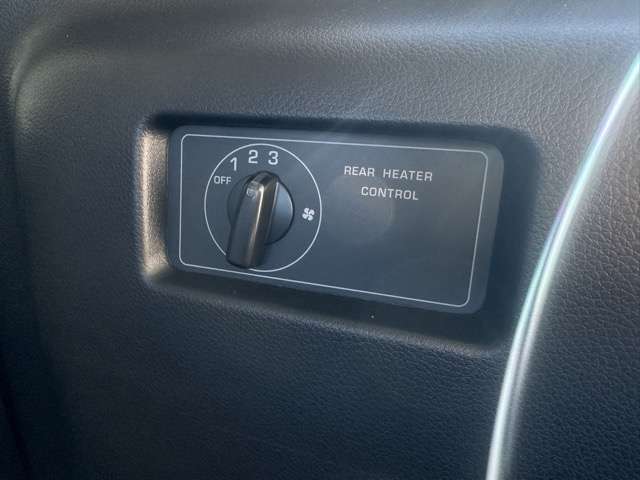 1 2 3
OFF
REAR HEATER
CONTROL